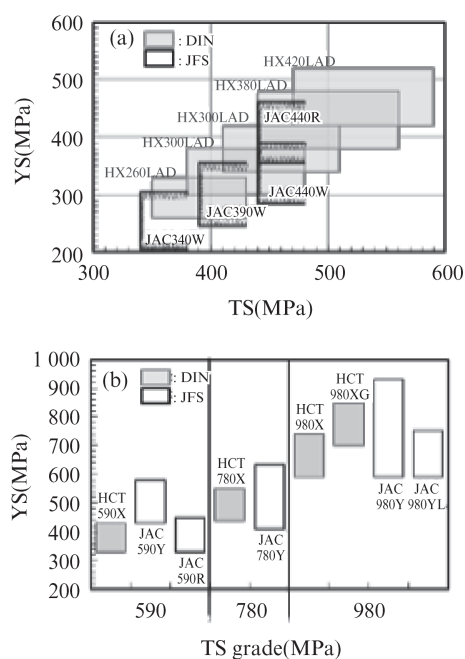 (a)
: DIN
: JFS
HX420LAD
HX380LAD
HX300LAD
HX300LAD
HX260LAD
JAC440R
JAC440W
JAC390W
JAC340W
YS(MPa)
600
500
400
300
200
300
400
500
600
TS(MPa)
(b)
: DIN
: JFS
YS(MPa)
1 000
900
800
700
600
500
400
300
200
HCT
590X
JAC
590Y
JAC
590R
HCT
780X
JAC
780Y
HCT
980X
HCT
980XG
JAC
980Y
JAC
980YL
590
780
980
TS grade(MPa)